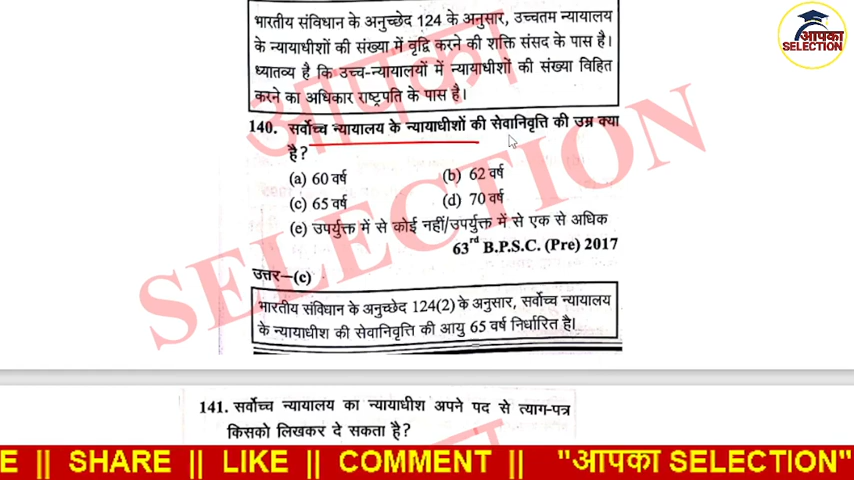 आपका
SELECTION
भारतीय संविधान के अनुच्छेद 124 के अनुसार, उच्चतम न्यायालय
के न्यायाधीशों की संख्या में वृद्वि करने की शक्ति संसद के पास है।
ध्यातव्य है कि उच्च-न्यायालयों में न्यायाधीशों की संख्या विहित
करने का अधिकार राष्ट्रपति के पास है।
140. सर्वोच्च न्यायालय के न्यायाधीशों की सेवानिवृत्ति की उम्र क्या
है?
(a) 60 वर्ष (b) 62 वर्ष
(c) 65 वर्ष (d) 70 वर्ष
(e) उपर्युक्त में से कोई नहीं/उपर्युक्त में से एक से अधिक
63rd B.P.S.C. (Pre) 2017
उत्तर–(c)
भारतीय संविधान के अनुच्छेद 124(2) के अनुसार, सर्वोच्च न्यायालय
के न्यायाधीश की सेवानिवृत्ति की आयु 65 वर्ष निर्धारित है।
आपका
SELECTION
141. सर्वोच्च न्यायालय का न्यायाधीश अपने पद से त्याग-पत्र
किसको लिखकर दे सकता है?
E || SHARE || LIKE || COMMENT || "आपका SELECTION"